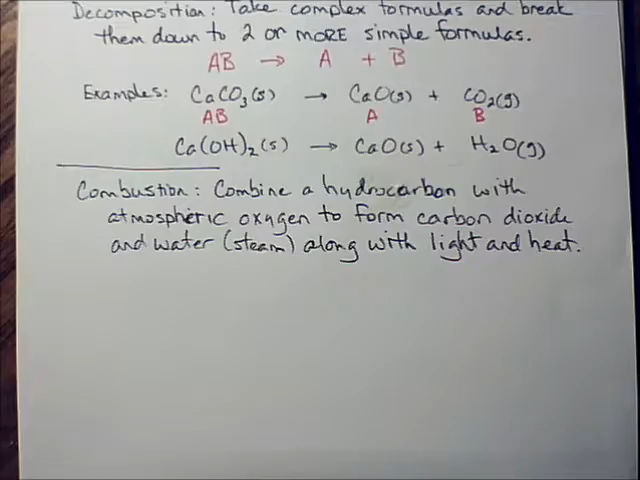 Decomposition: Take complex formulas and break
them down to 2 or MORE simple formulas.
AB → A + B
Examples: CaCO₃(s) → CaO(s) + CO₂(g)
AB A B
Ca(OH)₂(s) → CaO(s) + H₂O(g)
Combustion: Combine a hydrocarbon with
atmospheric oxygen to form carbon dioxide
and water (steam) along with light and heat.